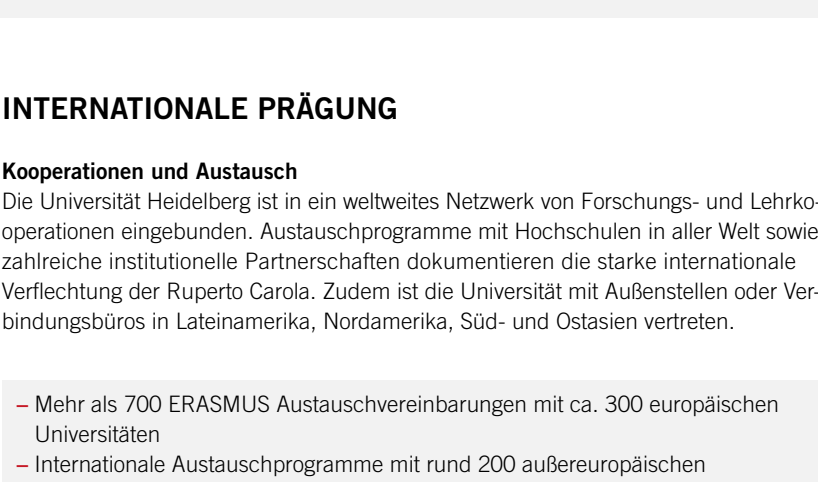 INTERNATIONALE PRÄGUNG
Kooperationen und Austausch
Die Universität Heidelberg ist in ein weltweites Netzwerk von Forschungs- und Lehrko-
operationen eingebunden. Austauschprogramme mit Hochschulen in aller Welt sowie
zahlreiche institutionelle Partnerschaften dokumentieren die starke internationale
Verflechtung der Ruperto Carola. Zudem ist die Universität mit Außenstellen oder Ver-
bindungsbüros in Lateinamerika, Nordamerika, Süd- und Ostasien vertreten.
– Mehr als 700 ERASMUS Austauschvereinbarungen mit ca. 300 europäischen
Universitäten
– Internationale Austauschprogramme mit rund 200 außereuropäischen